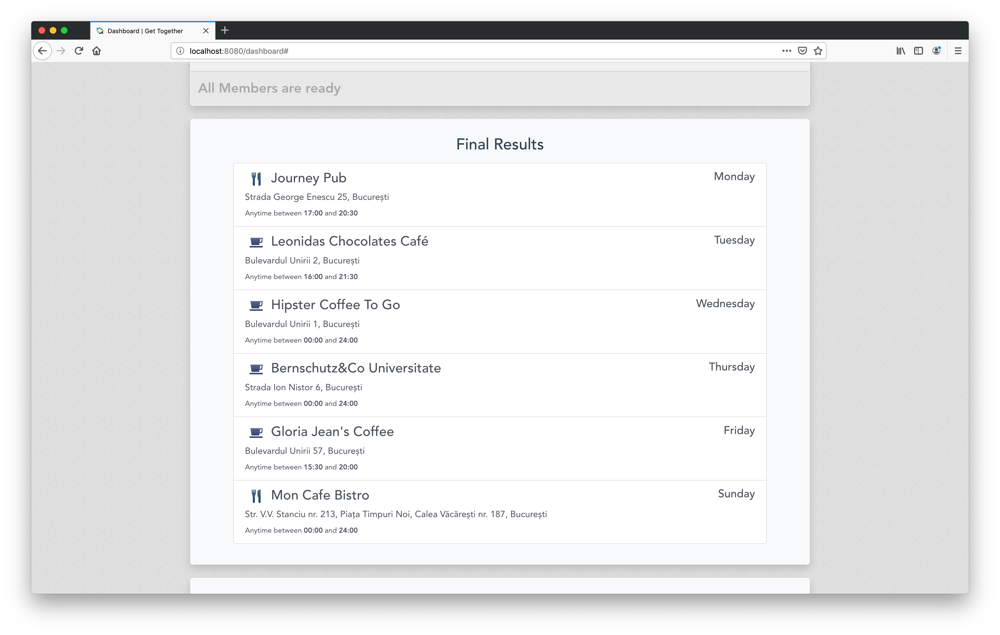 Dashboard | Get Together
localhost:8080/dashboard#
All Members are ready
Final Results
Journey Pub
Monday
Strada George Enescu 25, București
Anytime between 17:00 and 20:30
Leonidas Chocolates Café
Tuesday
Bulevardul Unirii 2, București
Anytime between 16:00 and 21:30
Hipster Coffee To Go
Wednesday
Bulevardul Unirii 1, București
Anytime between 00:00 and 24:00
Bernschutz&Co Universitate
Thursday
Strada Ion Nistor 6, București
Anytime between 00:00 and 24:00
Gloria Jean's Coffee
Friday
Bulevardul Unirii 57, București
Anytime between 15:30 and 20:00
Mon Cafe Bistro
Sunday
Str. V.V. Stanciu nr. 213, Piața Timpuri Noi, Calea Văcărești nr. 187, București
Anytime between 00:00 and 24:00